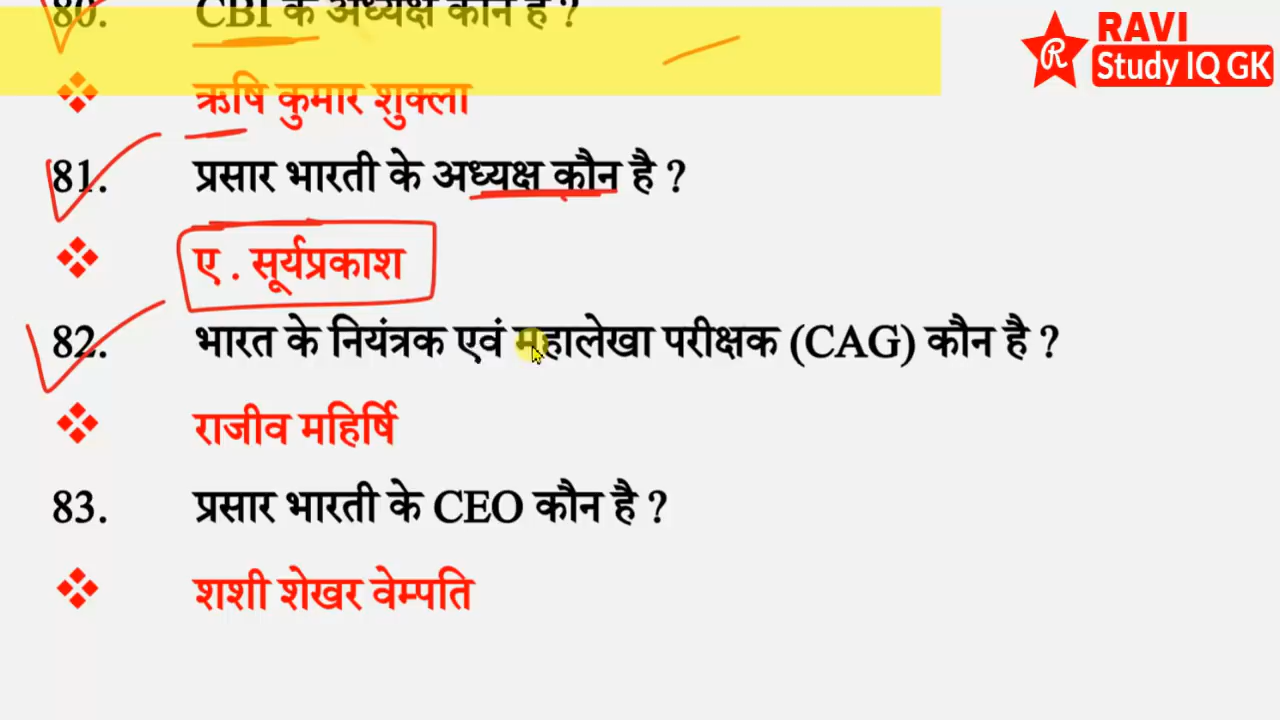 80. CBI के अध्यक्ष कौन है ?
RAVI
Study IQ GK
R
❖ ऋषि कुमार शुक्ला
81. प्रसार भारती के अध्यक्ष कौन है ?
❖ ए . सूर्यप्रकाश
82. भारत के नियंत्रक एवं महालेखा परीक्षक (CAG) कौन है ?
❖ राजीव महिर्षि
83. प्रसार भारती के CEO कौन है ?
❖ शशी शेखर वेम्पति